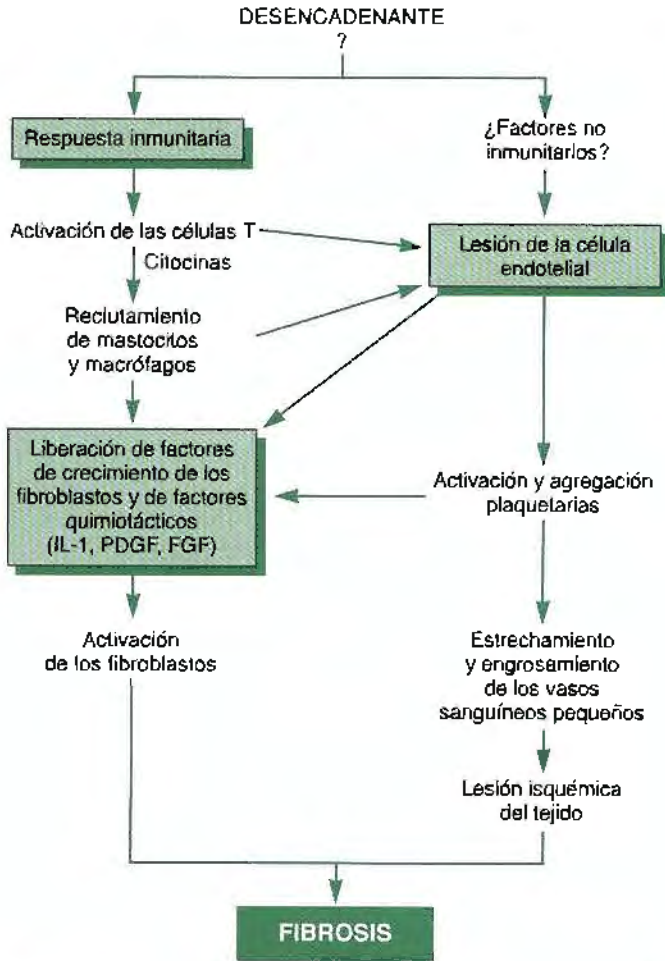 DESENCADENANTE
?
Respuesta inmunitaria
¿Factores no
inmunitarios?
Activación de las células T
Citocinas
Lesión de la célula
endotelial
Reclutamiento
de mastocitos
y macrófagos
Liberación de factores
de crecimiento de los
fibroblastos y de factores
quimiotácticos
(IL-1, PDGF, FGF)
Activación y agregación
plaquetarias
Activación
de los fibroblastos
Estrechamiento
y engrosamiento
de los vasos
sanguíneos pequeños
Lesión isquémica
del tejido
FIBROSIS